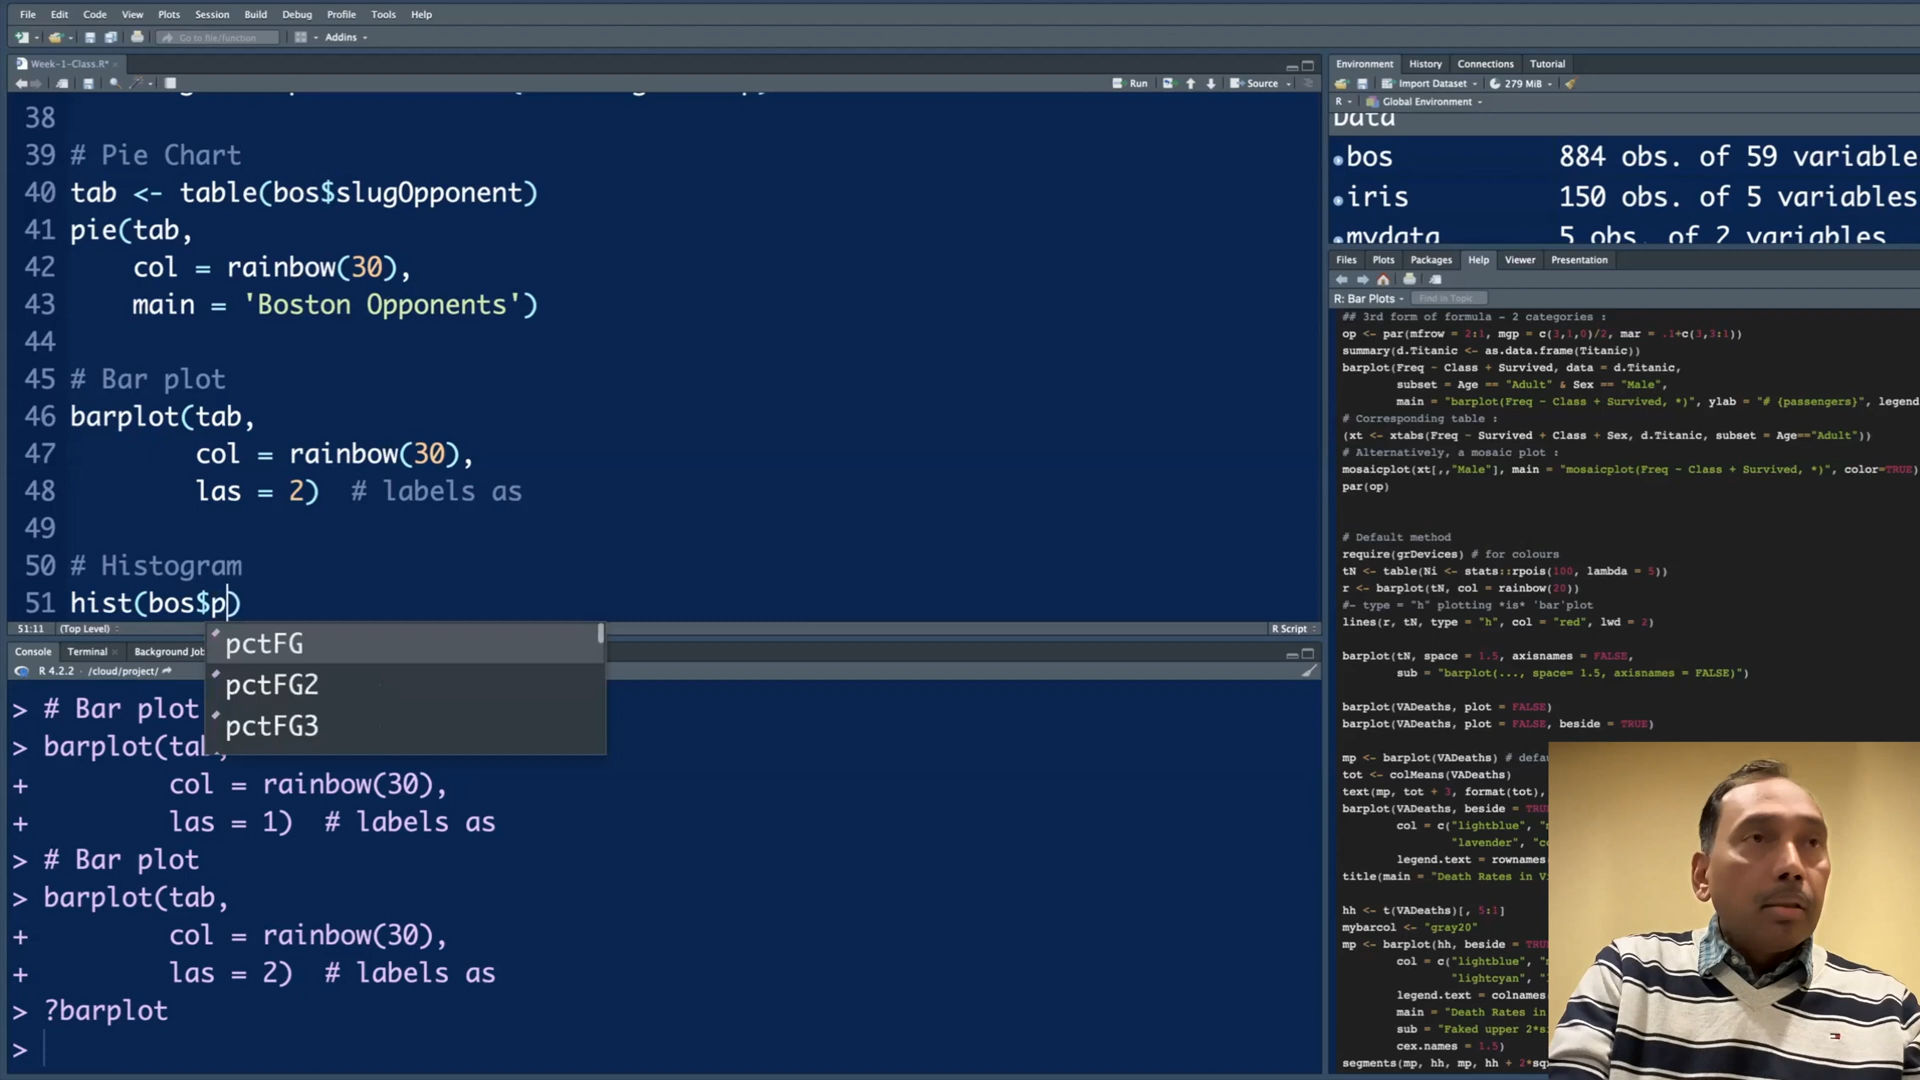 File Edit Code View Plots Session Build Debug Profile Tools Help
Go to file/function Addins
Week-1-Class.R*
Run Source
38
39 # Pie Chart
40 tab <- table(bos$slugOpponent)
41 pie(tab,
42 col = rainbow(30),
43 main = 'Boston Opponents')
44
45 # Bar plot
46 barplot(tab,
47 col = rainbow(30),
48 las = 2) # labels as
49
50 # Histogram
51 hist(bos$p)
51:11 (Top Level) R Script
pctFG
pctFG2
pctFG3
Console Terminal Background Job
R 4.2.2 · /cloud/project/
> # Bar plot
> barplot(tab,
+ col = rainbow(30),
+ las = 1) # labels as
> # Bar plot
> barplot(tab,
+ col = rainbow(30),
+ las = 2) # labels as
> ?barplot
>
Environment History Connections Tutorial
Import Dataset 279 MiB
R Global Environment
Data
bos 884 obs. of 59 variable
iris 150 obs. of 5 variables
mydata 5 obs. of 2 variables
Files Plots Packages Help Viewer Presentation
R: Bar Plots Find in Topic
## 3rd form of formula - 2 categories :
op <- par(mfrow = 2:1, mgp = c(3,1,0)/2, mar = .1+c(3,3:1))
summary(d.Titanic <- as.data.frame(Titanic))
barplot(Freq ~ Class + Survived, data = d.Titanic,
subset = Age == "Adult" & Sex == "Male",
main = "barplot(Freq ~ Class + Survived, *)", ylab = "# {passengers}", legend
# Corresponding table :
(xt <- xtabs(Freq ~ Survived + Class + Sex, d.Titanic, subset = Age=="Adult"))
# Alternatively, a mosaic plot :
mosaicplot(xt[,,"Male"], main = "mosaicplot(Freq ~ Class + Survived, *)", color=TRUE)
par(op)
# Default method
require(grDevices) # for colours
tN <- table(Ni <- stats::rpois(100, lambda = 5))
r <- barplot(tN, col = rainbow(20))
#- type = "h" plotting *is* 'bar'plot
lines(r, tN, type = "h", col = "red", lwd = 2)
barplot(tN, space = 1.5, axisnames = FALSE,
sub = "barplot(..., space= 1.5, axisnames = FALSE)")
barplot(VADeaths, plot = FALSE)
barplot(VADeaths, plot = FALSE, beside = TRUE)
mp <- barplot(VADeaths) # defa
tot <- colMeans(VADeaths)
text(mp, tot + 3, format(tot),
barplot(VADeaths, beside = TRU
col = c("lightblue", "m
"lavender", "co
legend.text = rownames(
title(main = "Death Rates in Vi
hh <- t(VADeaths)[, 5:1]
mybarcol <- "gray20"
mp <- barplot(hh, beside = TRU
col = c("lightblue", "m
"lightcyan", "l
legend.text = colnames(
main = "Death Rates in
sub = "Faked upper 2*si
cex.names = 1.5)
segments(mp, hh, mp, hh + 2*sqr